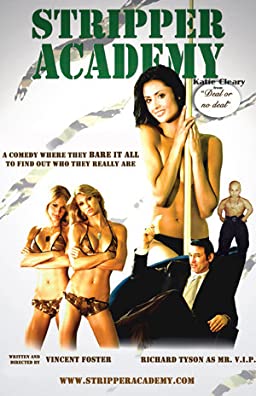 STRIPPER
ACADEMY
Katie Cleary
from
"Deal or
no deal"
A COMEDY WHERE THEY BARE IT ALL
TO FIND OUT WHO THEY REALLY ARE
WRITTEN AND
DIRECTED BY VINCENT FOSTER RICHARD TYSON AS MR. V.I.P.
WWW.STRIPPERACADEMY.COM